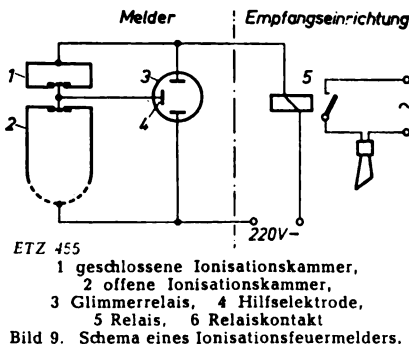 Melder
Empfangseinrichtung
1
3
5
4
2
220V-
ETZ 455
1 geschlossene Ionisationskammer,
2 offene Ionisationskammer,
3 Glimmerrelais, 4 Hilfselektrode,
5 Relais, 6 Relaiskontakt
Bild 9. Schema eines Ionisationsfeuermelders.